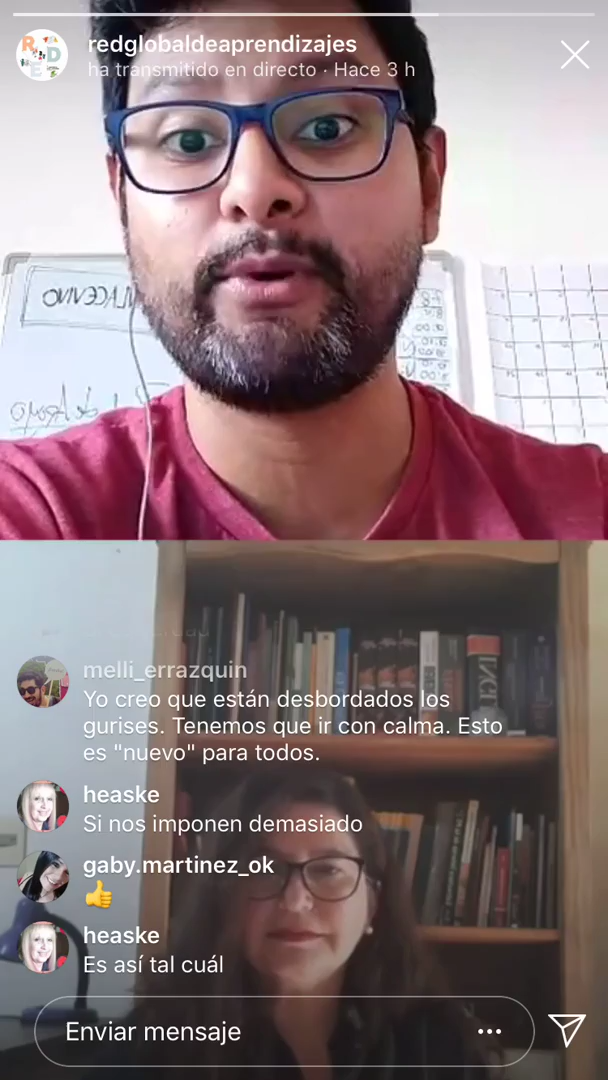 redglobaldeaprendizajes
ha transmitido en directo · Hace 3 h
melli_errazquin
Yo creo que están desbordados los
gurises. Tenemos que ir con calma. Esto
es "nuevo" para todos.
heaske
Si nos imponen demasiado
gaby.martinez_ok
👍
heaske
Es así tal cuál
Enviar mensaje